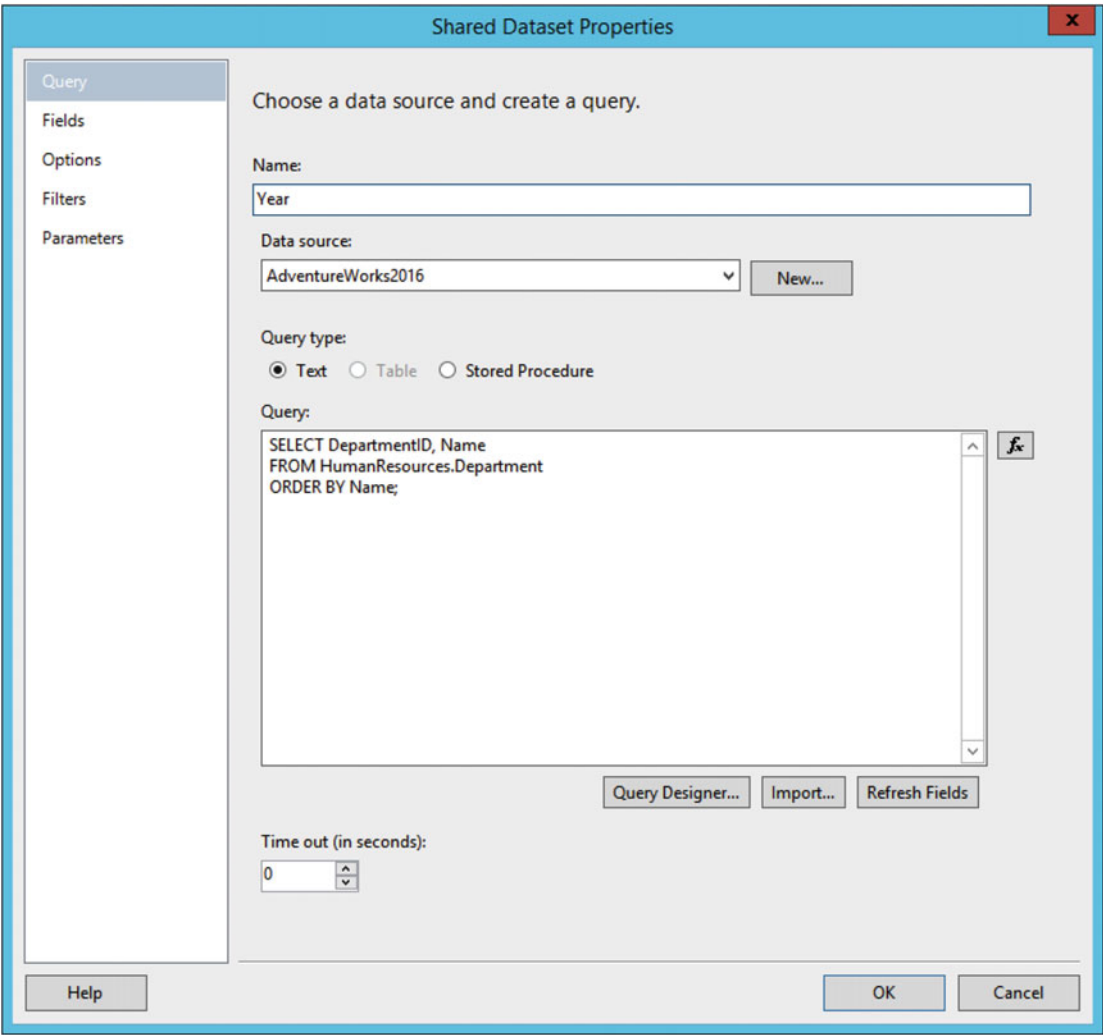 Shared Dataset Properties
x
Query
Fields
Options
Filters
Parameters
Choose a data source and create a query.
Name:
Year
Data source:
AdventureWorks2016
New...
Query type:
Text Table Stored Procedure
Query:
SELECT DepartmentID, Name
FROM HumanResources.Department
ORDER BY Name;
fx
Query Designer... Import... Refresh Fields
Time out (in seconds):
0
Help OK Cancel